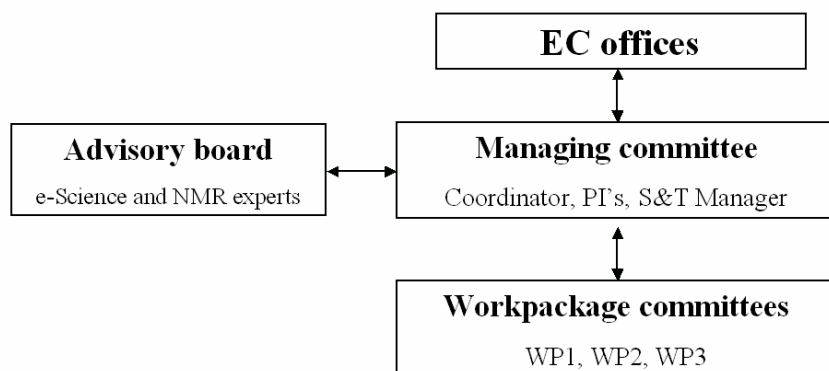 EC offices
Advisory board
e-Science and NMR experts
Managing committee
Coordinator, PI’s, S&T Manager
Workpackage committees
WP1, WP2, WP3